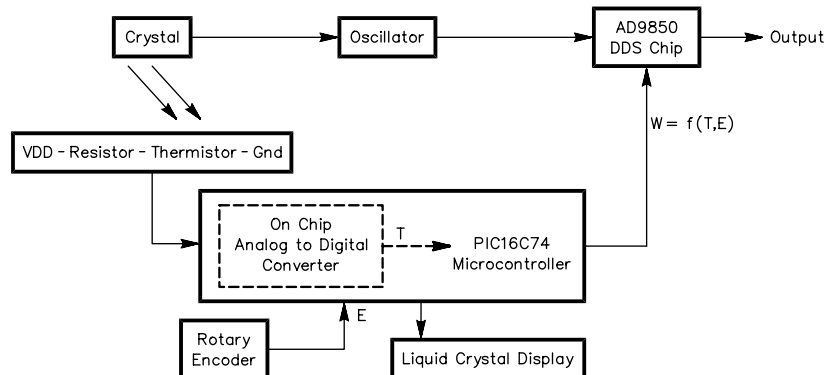 Crystal
Oscillator
AD9850
DDS Chip
Output
W = f(T,E)
VDD - Resistor - Thermistor - Gnd
On Chip
Analog to Digital
Converter
T
PIC16C74
Microcontroller
E
Rotary
Encoder
Liquid Crystal Display